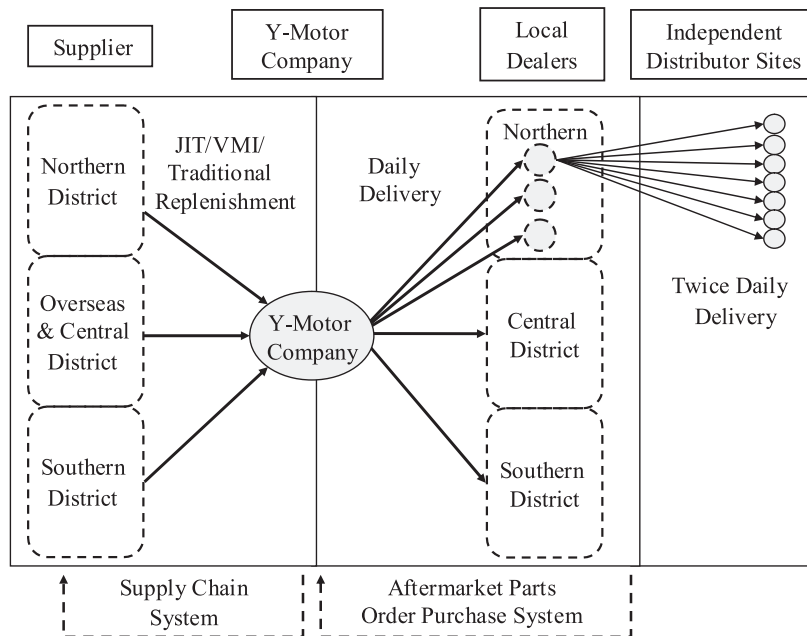 Supplier
Y-Motor
Company
Local
Dealers
Independent
Distributor Sites
Northern
District
JIT/VMI/
Traditional
Replenishment
Daily
Delivery
Northern
Overseas
& Central
District
Y-Motor
Company
Central
District
Twice Daily
Delivery
Southern
District
Southern
District
Supply Chain
System
Aftermarket Parts
Order Purchase System